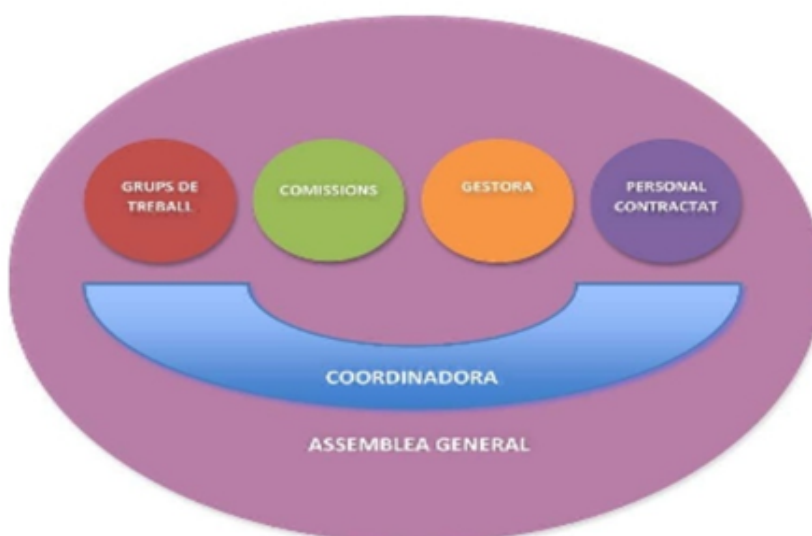 GRUPS DE
TREBALL
COMISSIONS
GESTORA
PERSONAL
CONTRACTAT
COORDINADORA
ASSEMBLEA GENERAL